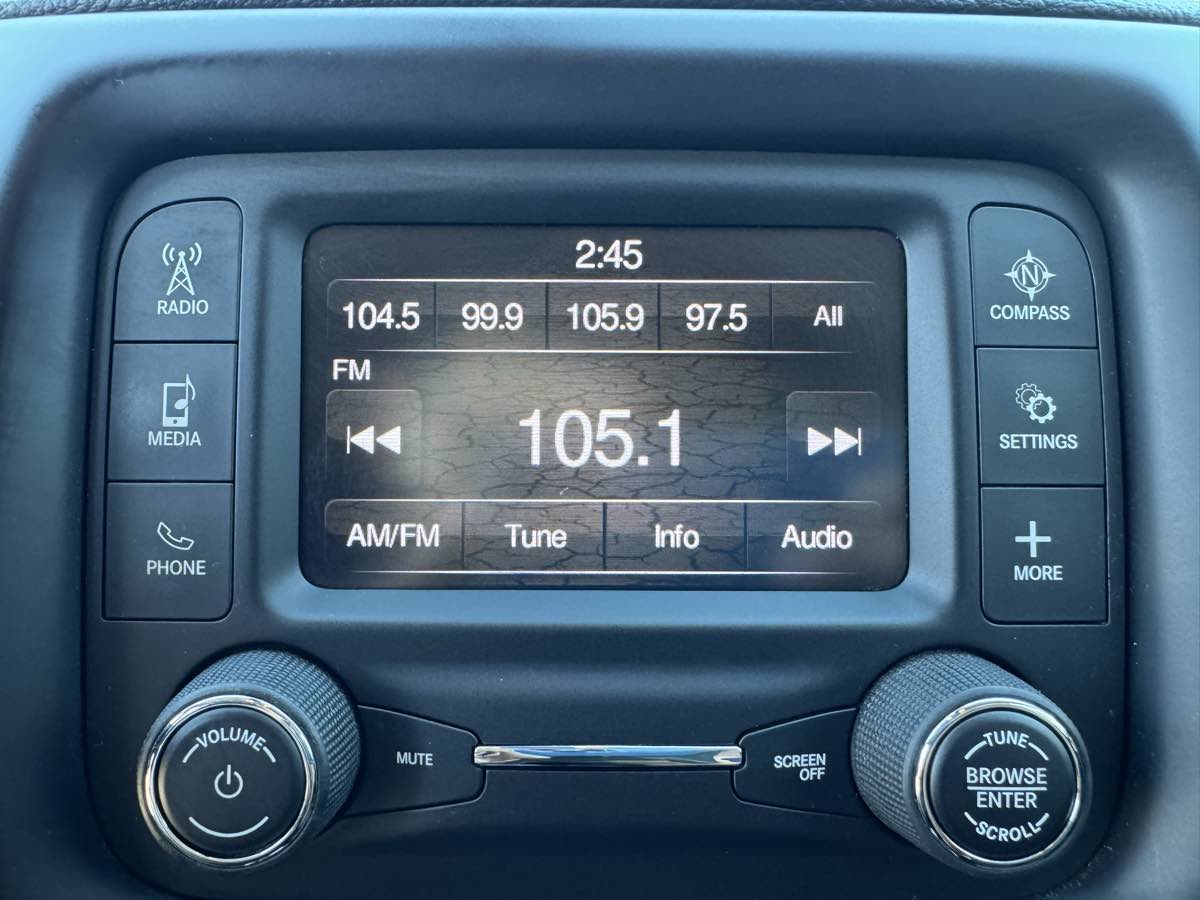 2:45
104.5 99.9 105.9 97.5 All
FM
105.1
AM/FM Tune Info Audio
RADIO
MEDIA
PHONE
N
COMPASS
SETTINGS
MORE
VOLUME
MUTE
SCREEN
OFF
TUNE
BROWSE
ENTER
SCROLL